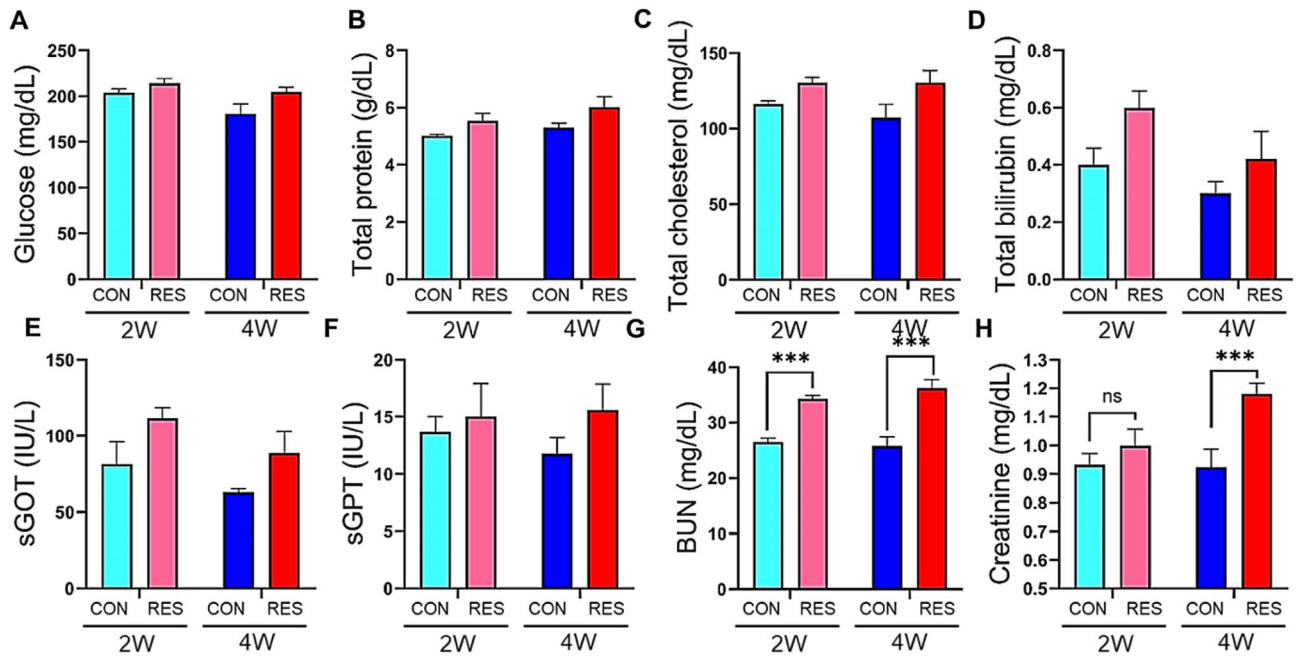 A
Glucose (mg/dL)
250
200
150
100
50
0
CON RES CON RES
2W 4W
B
Total protein (g/dL)
8
6
4
2
0
CON RES CON RES
2W 4W
C
Total cholesterol (mg/dL)
150
100
50
0
CON RES CON RES
2W 4W
D
Total bilirubin (mg/dL)
0.8
0.6
0.4
0.2
0.0
CON RES CON RES
2W 4W
E
sGOT (IU/L)
150
100
50
0
CON RES CON RES
2W 4W
F
sGPT (IU/L)
20
15
10
5
0
CON RES CON RES
2W 4W
G
BUN (mg/dL)
40
30
20
10
0
*** ***
CON RES CON RES
2W 4W
H
Creatinine (mg/dL)
1.3
1.2
1.1
1.0
0.9
0.8
0.7
0.6
0.5
ns ***
CON RES CON RES
2W 4W